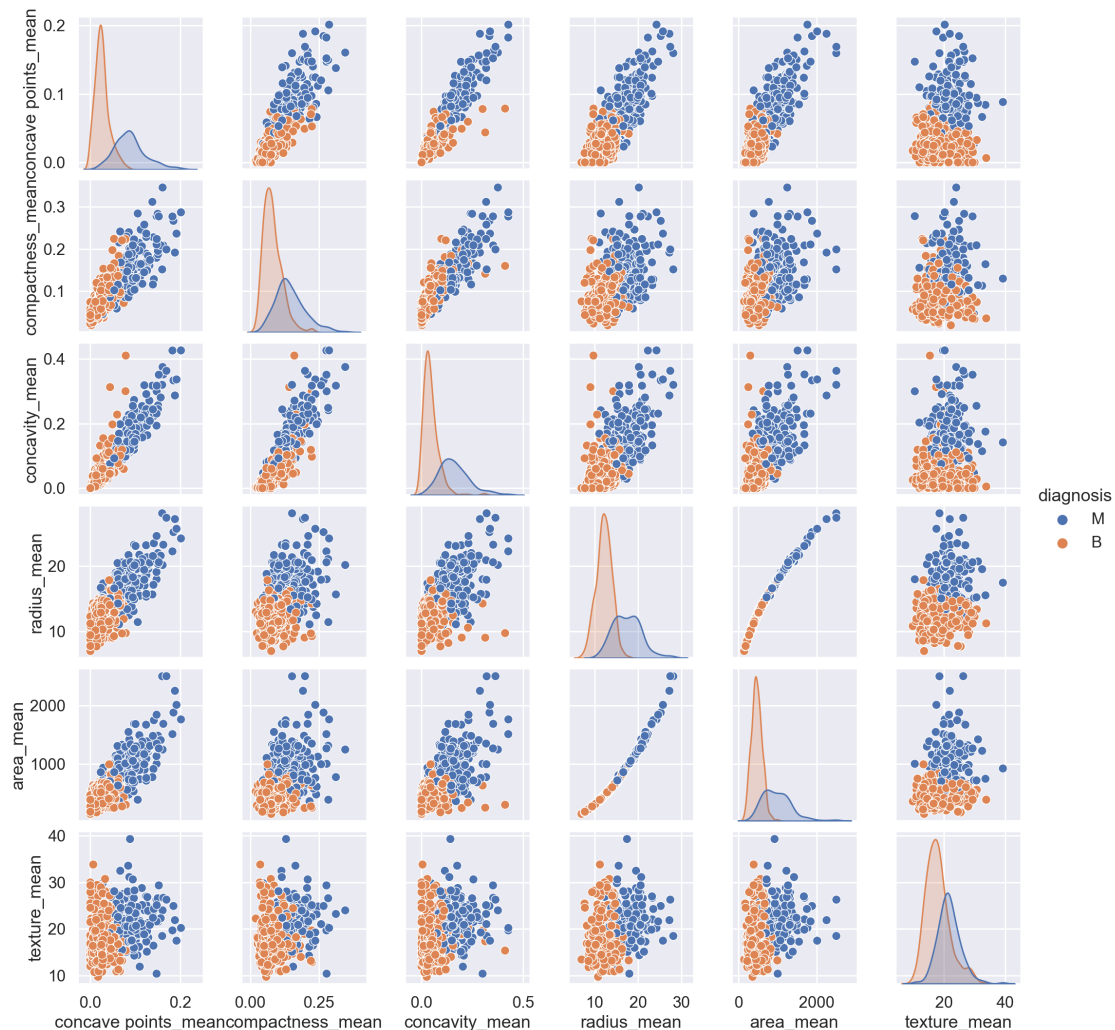 0.2
0.1
0.0
concave points_mean
0.3
0.2
0.1
compactness_mean
0.4
0.2
0.0
concavity_mean
diagnosis
M
B
20
10
radius_mean
2000
1000
area_mean
40
30
20
10
texture_mean
0.0 0.2 0.00 0.25 0.0 0.5 10 20 30 0 2000 20 40
concave points_mean compactness_mean concavity_mean radius_mean area_mean texture_mean